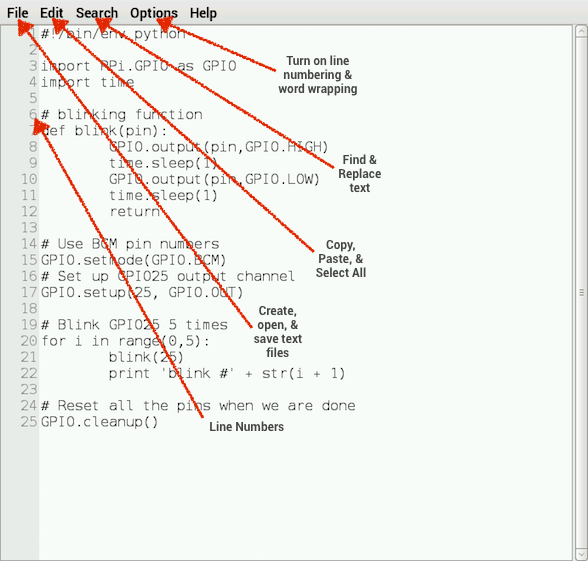 File Edit Search Options Help
1 #!/bin/env python
2
3 import RPi.GPIO as GPIO
4 import time
5
6 # blinking function
7 def blink(pin):
8 GPIO.output(pin,GPIO.HIGH)
9 time.sleep(1)
10 GPIO.output(pin,GPIO.LOW)
11 time.sleep(1)
12 return
13
14 # Use BCM pin numbers
15 GPIO.setmode(GPIO.BCM)
16 # Set up GPIO25 output channel
17 GPIO.setup(25, GPIO.OUT)
18
19 # Blink GPIO25 5 times
20 for i in range(0,5):
21 blink(25)
22 print 'blink #' + str(i + 1)
23
24 # Reset all the pins when we are done
25 GPIO.cleanup()
Turn on line
numbering &
word wrapping
Find &
Replace
text
Copy,
Paste, &
Select All
Create,
open, &
save text
files
Line Numbers